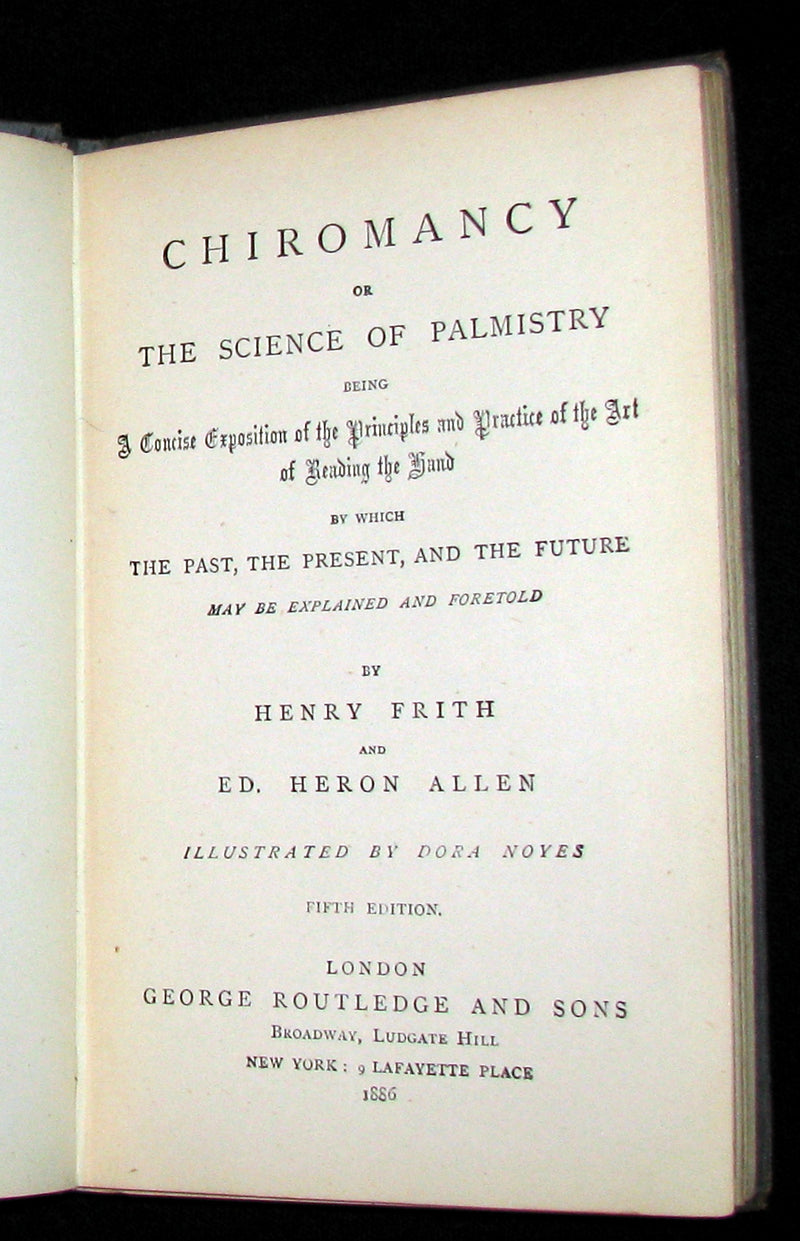 CHIROMANCY
OR
THE SCIENCE OF PALMISTRY
BEING
A Concise Exposition of the Principles and Practice of the Art
of Reading the Hand
BY WHICH
THE PAST, THE PRESENT, AND THE FUTURE
MAY BE EXPLAINED AND FORETOLD
BY
HENRY FRITH
AND
ED. HERON ALLEN
ILLUSTRATED BY DORA NOYES
FIFTH EDITION.
LONDON
GEORGE ROUTLEDGE AND SONS
BROADWAY, LUDGATE HILL
NEW YORK: 9 LAFAYETTE PLACE
1886